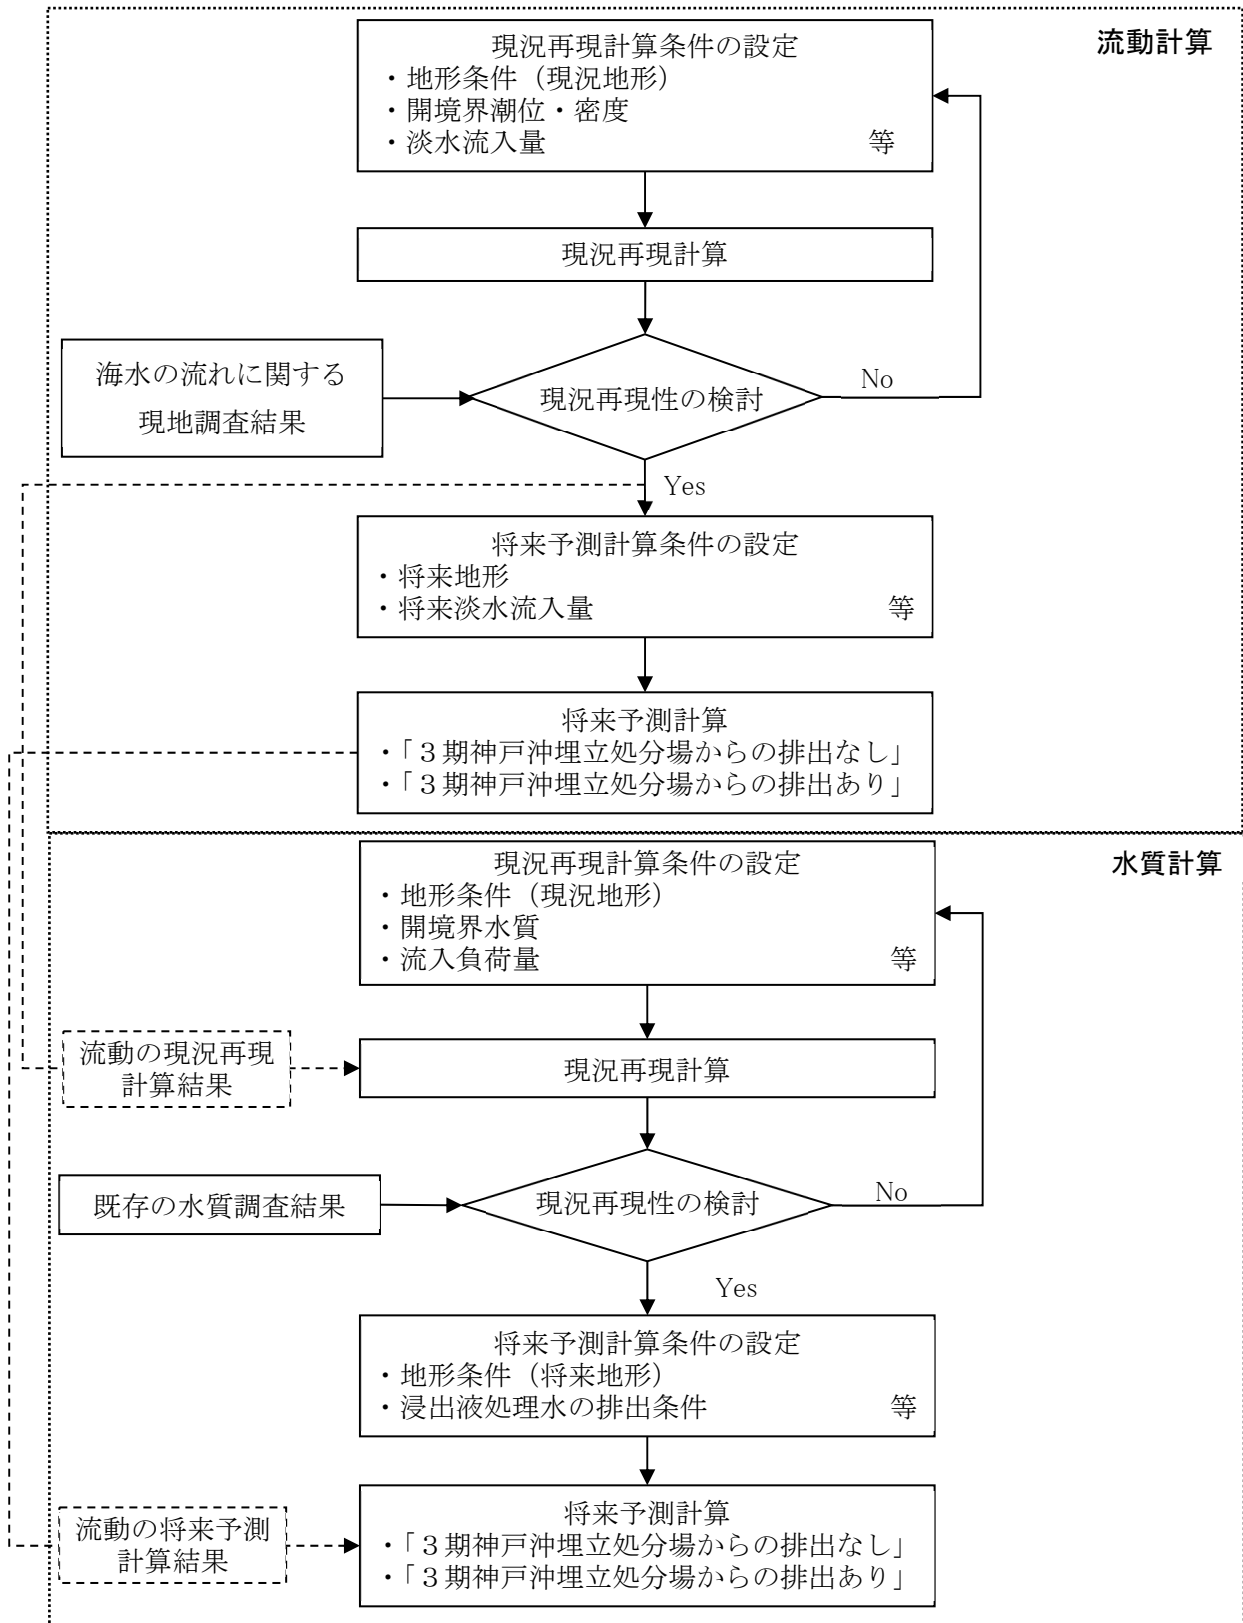 流動計算
現況再現計算条件の設定
・地形条件（現況地形）
・開境界潮位・密度
・淡水流入量 等
現況再現計算
海水の流れに関する
現地調査結果
現況再現性の検討
No
Yes
将来予測計算条件の設定
・将来地形
・将来淡水流入量 等
将来予測計算
・「３期神戸沖埋立処分場からの排出なし」
・「３期神戸沖埋立処分場からの排出あり」
水質計算
現況再現計算条件の設定
・地形条件（現況地形）
・開境界水質
・流入負荷量 等
流動の現況再現
計算結果
現況再現計算
既存の水質調査結果
現況再現性の検討
No
Yes
将来予測計算条件の設定
・地形条件（将来地形）
・浸出液処理水の排出条件 等
流動の将来予測
計算結果
将来予測計算
・「３期神戸沖埋立処分場からの排出なし」
・「３期神戸沖埋立処分場からの排出あり」